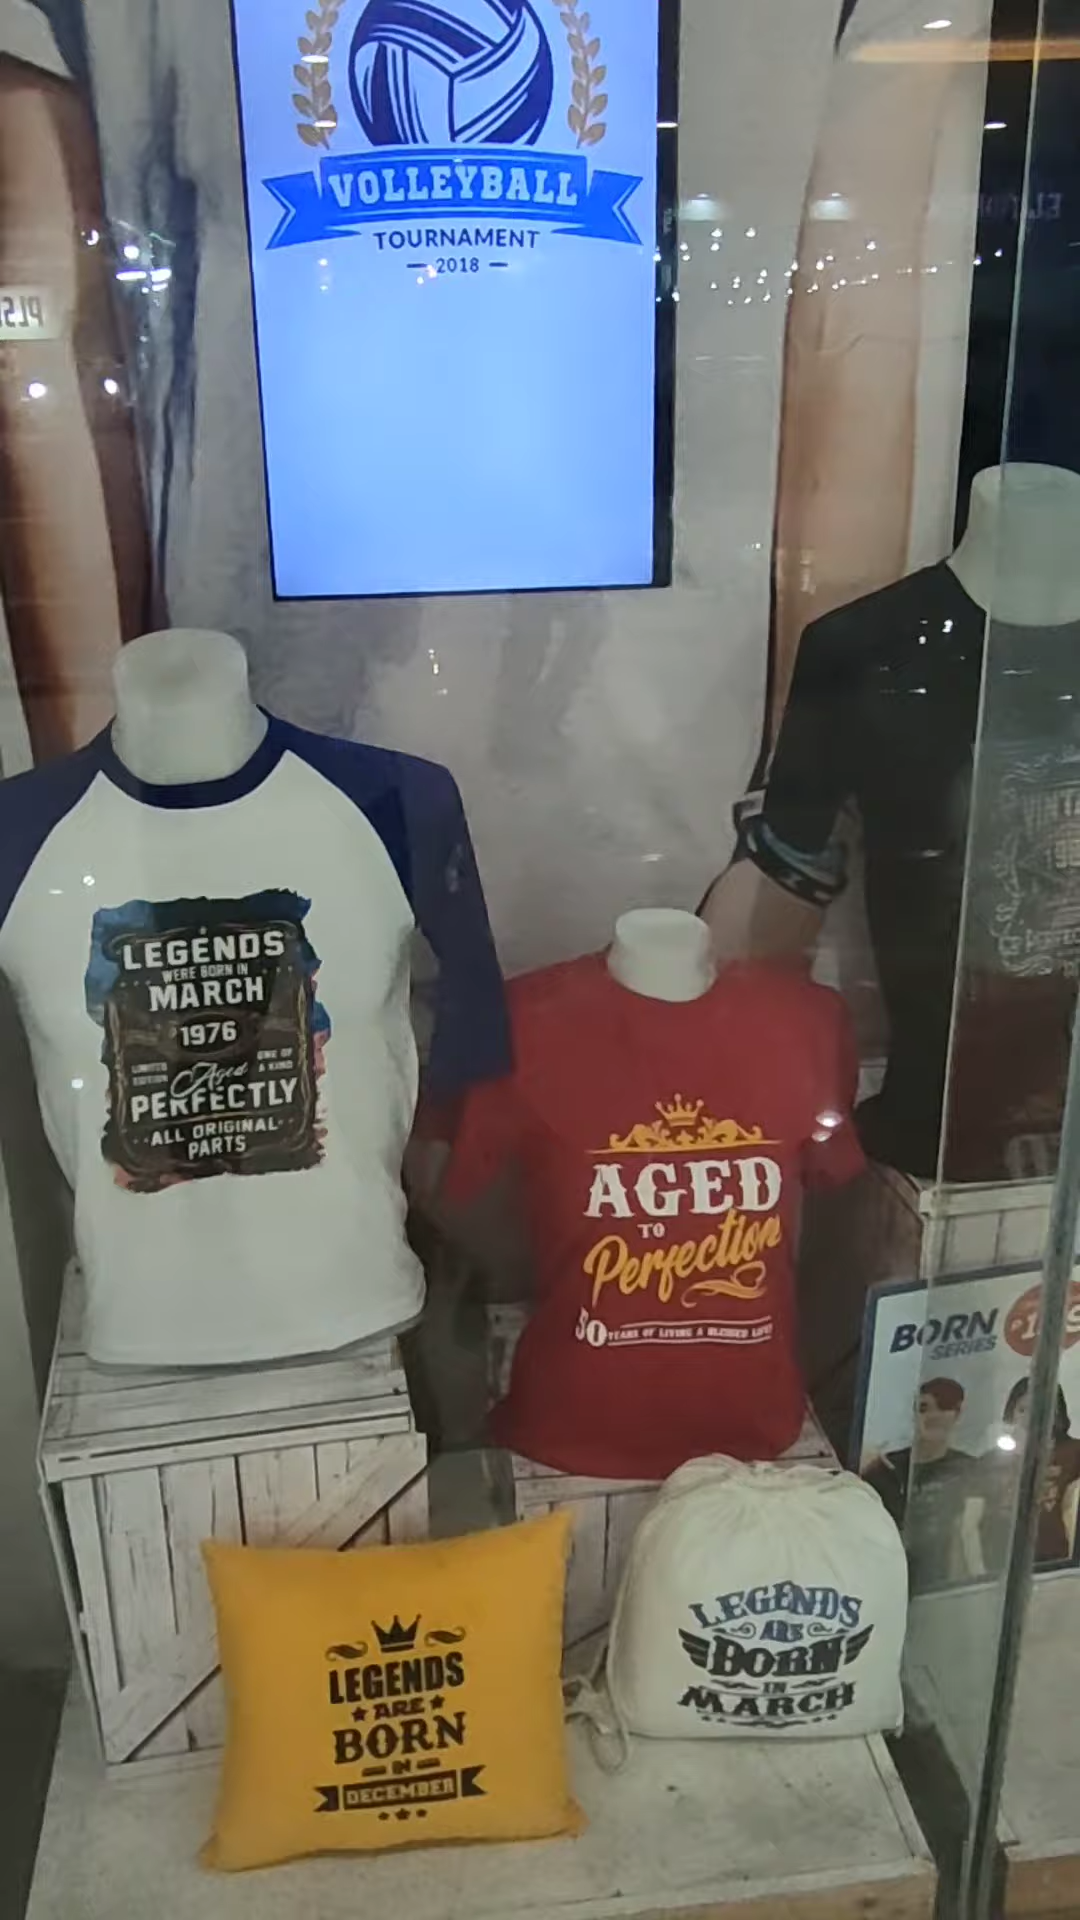 VOLLEYBALL
TOURNAMENT
2018
LEGENDS
WERE BORN IN
MARCH
1976
LIMITED
EDITION
Aged
ONE OF
A KIND
PERFECTLY
ALL ORIGINAL
PARTS
AGED
TO
Perfection
30 YEARS OF LIVING A BLESSED LIFE!
BORN
SERIES
LEGENDS
ARE
BORN
IN
DECEMBER
LEGENDS
ARE
BORN
IN
MARCH